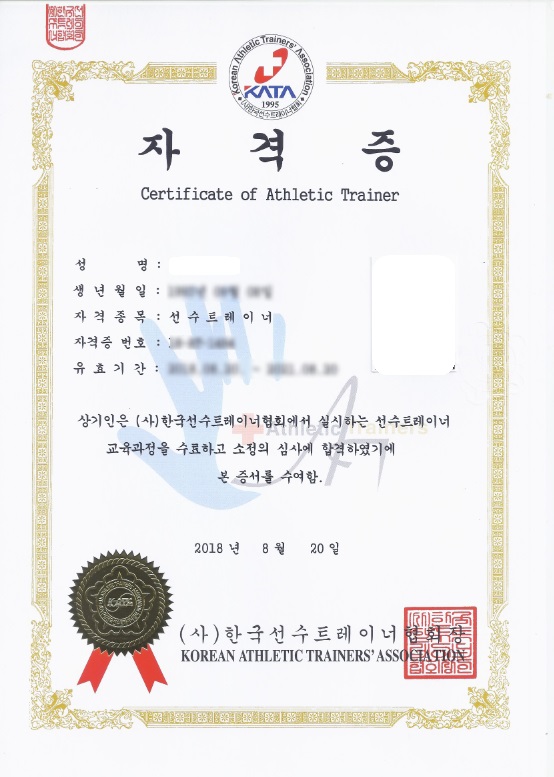 Korean Athletic Trainers' Association
KATA
1995
(사)한국선수트레이너협회
자 격 증
Certificate of Athletic Trainer
성 명 :
생 년 월 일 :
자 격 종 목 : 선 수 트 레 이 너
자격증 번호 :
유 효 기 간 :
상기인은 (사)한국선수트레이너협회에서 실시하는 선수트레이너
Athletic Trainers
교육과정을 수료하고 소정의 심사에 합격하였기에
본 증서를 수여함.
2018 년 8 월 20 일
KATA
(사)한국선수트레이너협회장
KOREAN ATHLETIC TRAINERS' ASSOCIATION